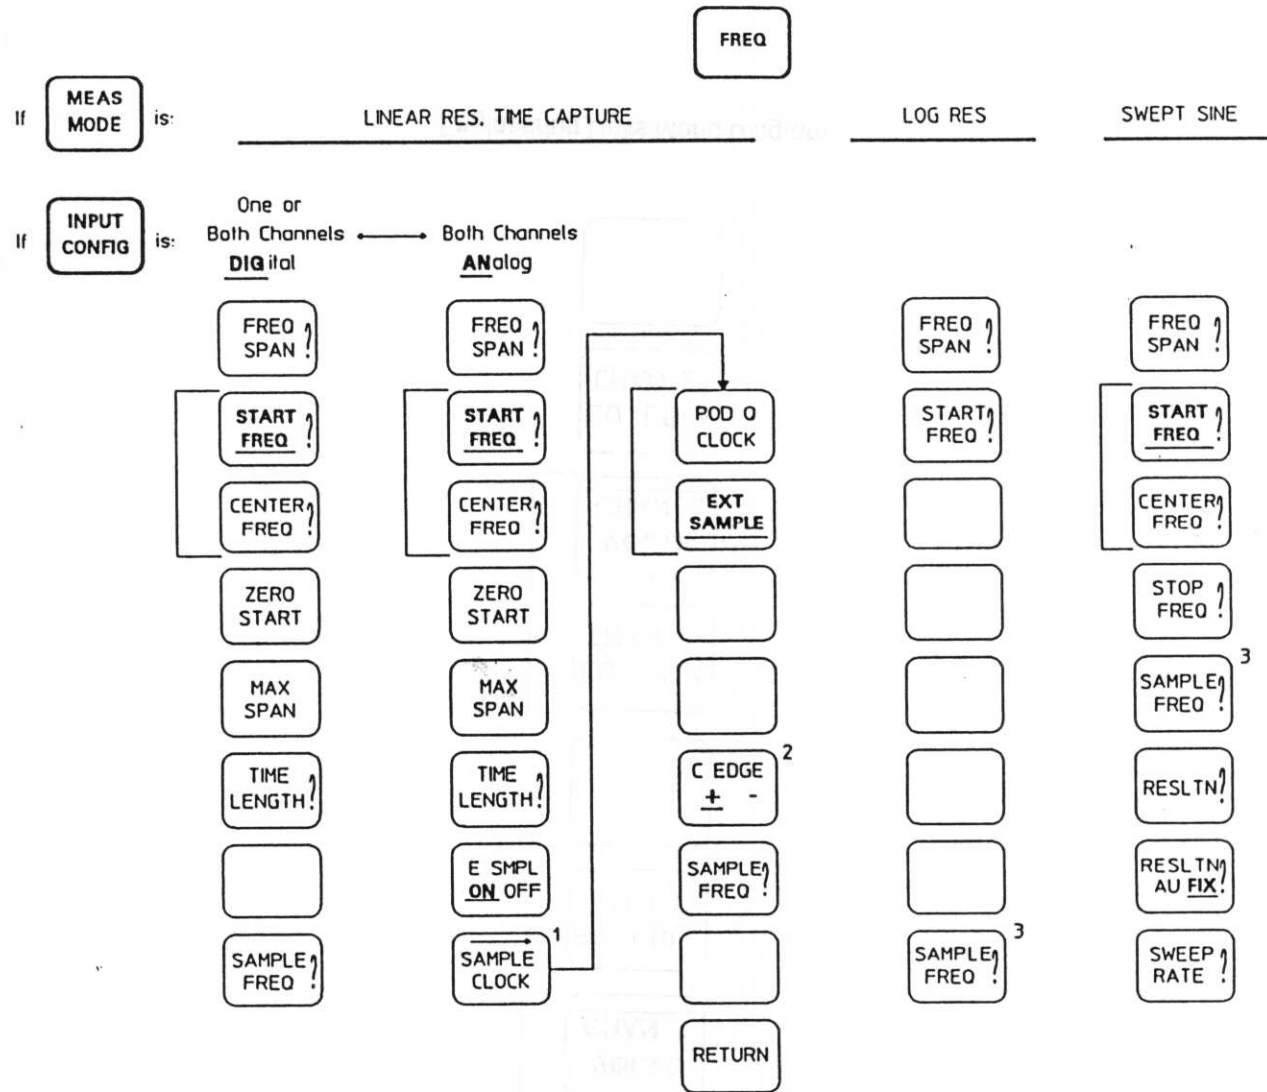 FREQ
If MEAS MODE is:
LINEAR RES, TIME CAPTURE
LOG RES
SWEPT SINE
If INPUT CONFIG is:
One or
Both Channels
DIGital
Both Channels
ANalog
FREQ
SPAN ?
START ?
FREQ
CENTER ?
FREQ
ZERO
START
MAX
SPAN
TIME
LENGTH ?
SAMPLE ?
FREQ
FREQ
SPAN ?
START ?
FREQ
CENTER ?
FREQ
ZERO
START
MAX
SPAN
TIME
LENGTH ?
E SMPL
ON OFF
SAMPLE 1
CLOCK
POD Q
CLOCK
EXT
SAMPLE
C EDGE 2
+ -
SAMPLE ?
FREQ
RETURN
FREQ
SPAN ?
START ?
FREQ
SAMPLE ? 3
FREQ
FREQ
SPAN ?
START ?
FREQ
CENTER ?
FREQ
STOP ?
FREQ
SAMPLE ? 3
FREQ
RESLTN ?
RESLTN ?
AU FIX
SWEEP ?
RATE